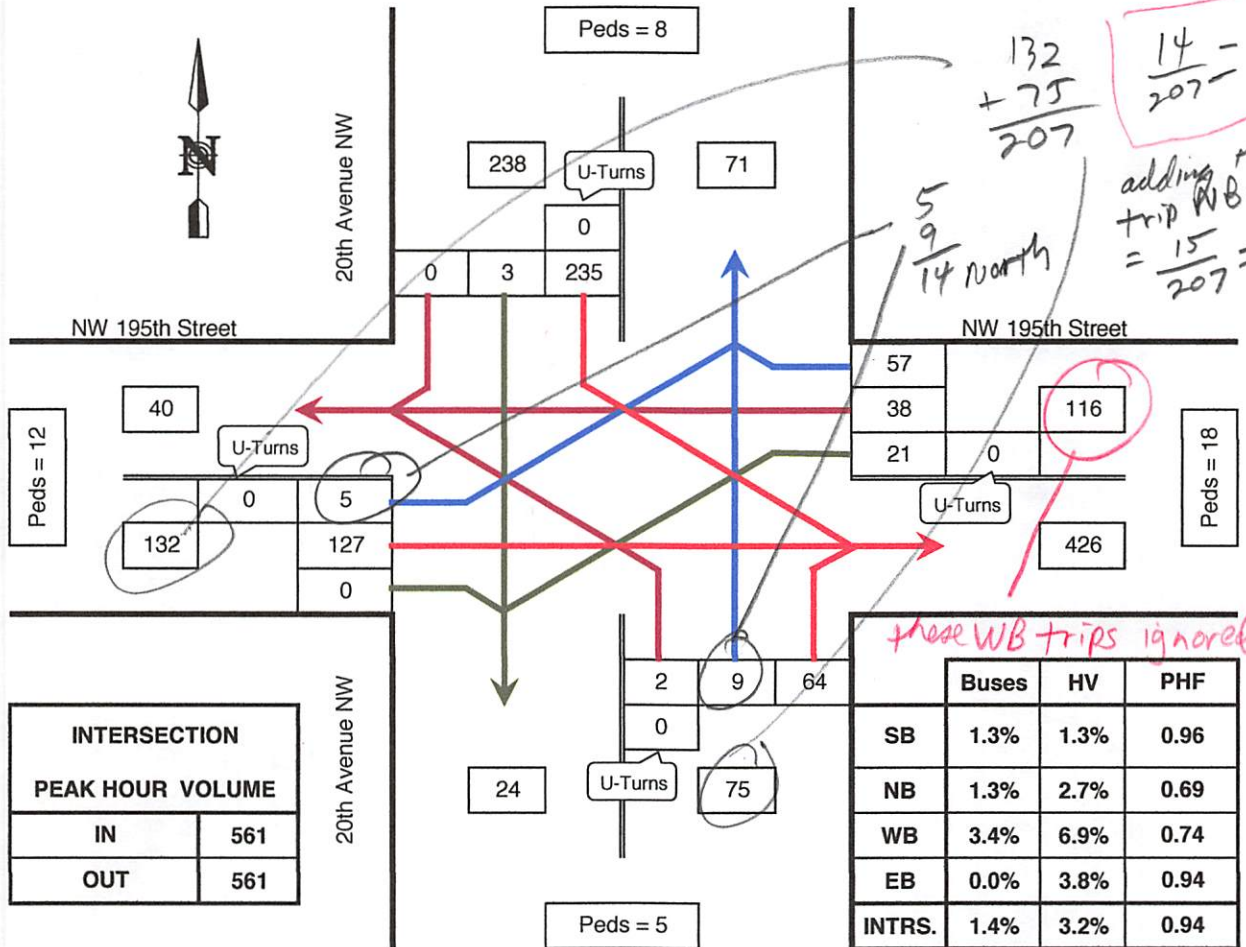 Peds = 8
132
+ 75
207
14
207 =
5
9
14 North
adding
trip NB
= 15
207 =
N
20th Avenue NW
238
U-Turns
71
0
0 3 235
NW 195th Street
NW 195th Street
57
40
38
116
Peds = 12
U-Turns
21 0
Peds = 18
0 5
U-Turns
132
127
426
0
these WB trips ignored
2 9 64
0
U-Turns
24
75
20th Avenue NW
INTERSECTION
PEAK HOUR VOLUME
IN 561
OUT 561
Buses HV PHF
SB 1.3% 1.3% 0.96
NB 1.3% 2.7% 0.69
WB 3.4% 6.9% 0.74
EB 0.0% 3.8% 0.94
INTRS. 1.4% 3.2% 0.94
Peds = 5